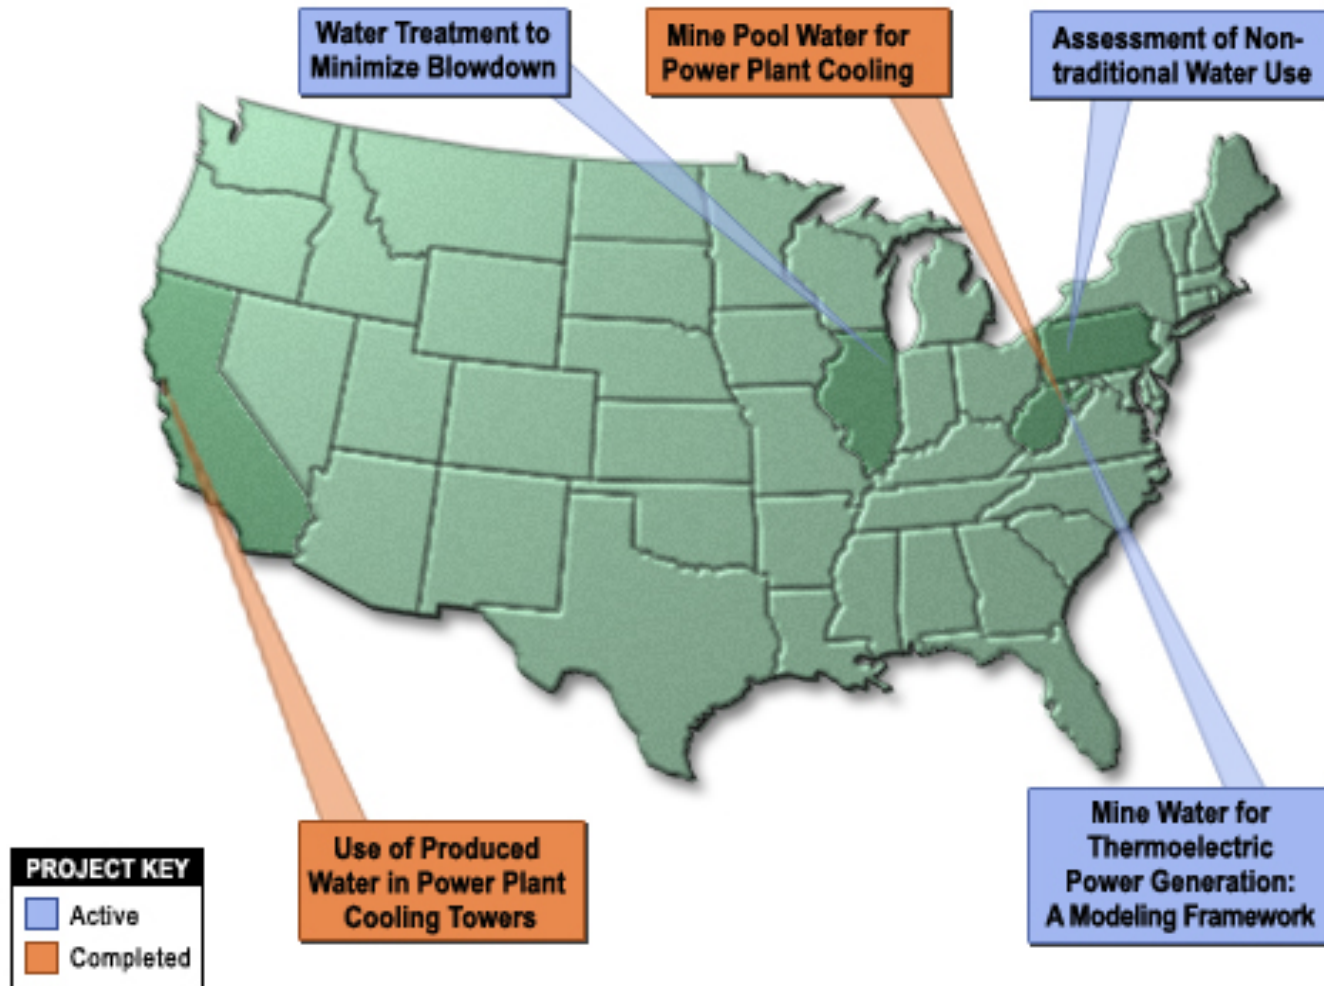 Water Treatment to
Minimize Blowdown
Mine Pool Water for
Power Plant Cooling
Assessment of Non-
traditional Water Use
Use of Produced
Water in Power Plant
Cooling Towers
Mine Water for
Thermoelectric
Power Generation:
A Modeling Framework
PROJECT KEY
Active
Completed